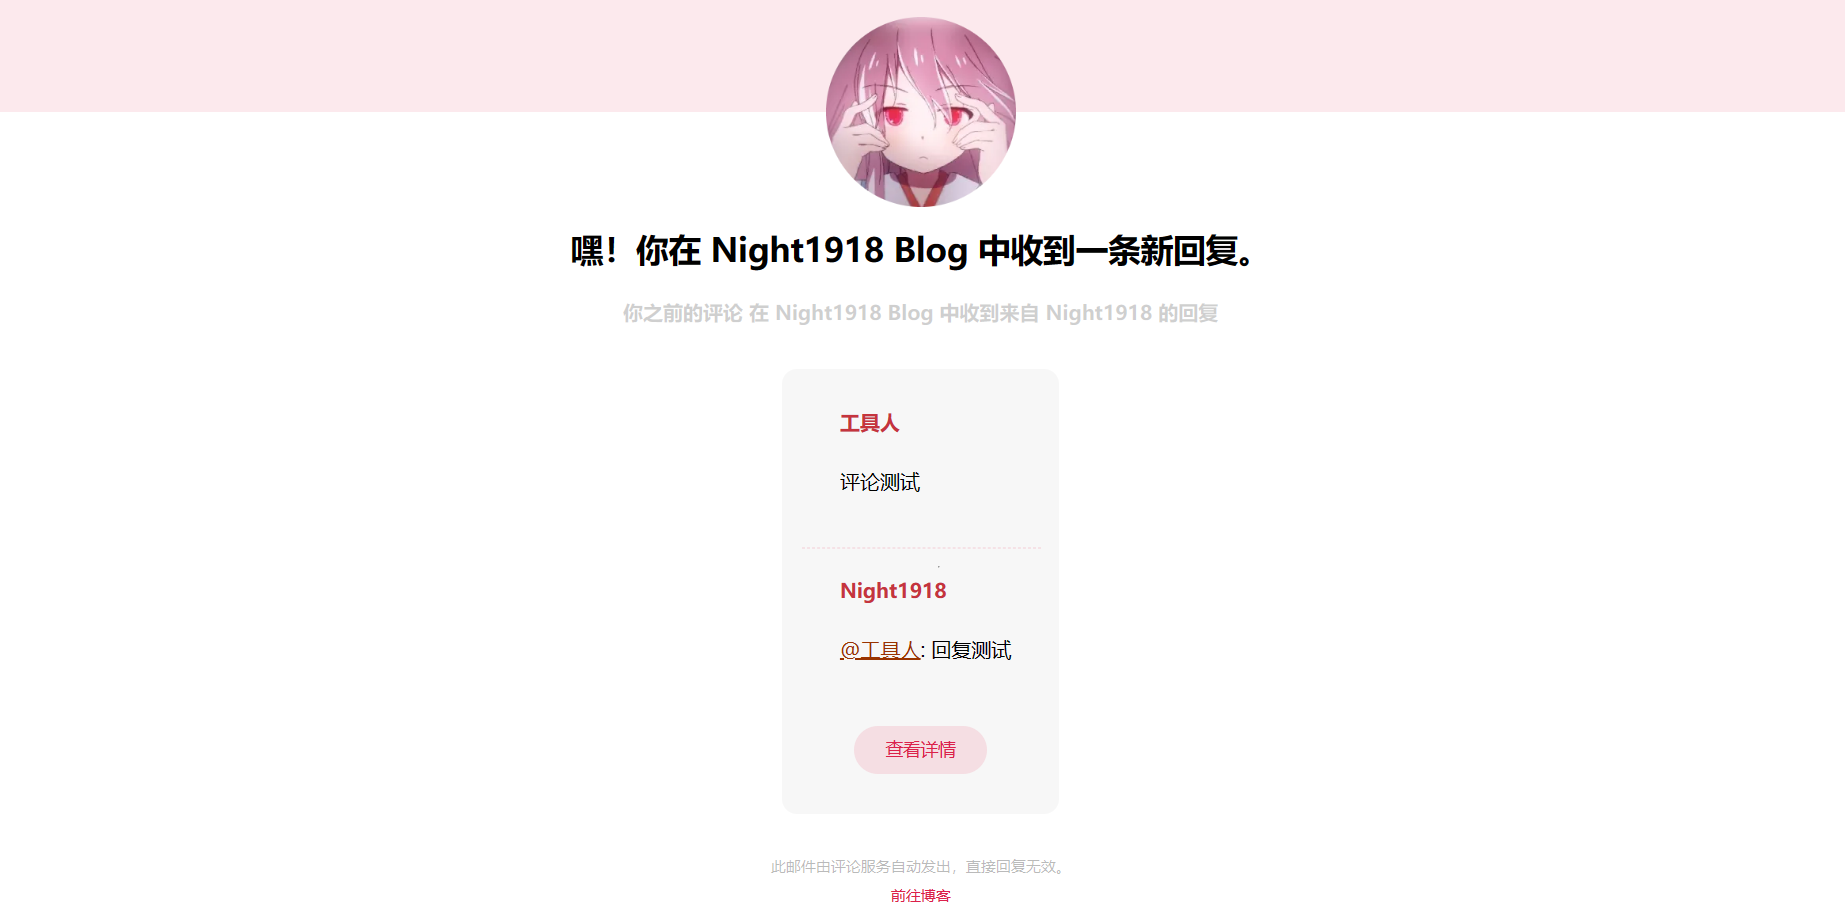 嘿！你在 Night1918 Blog 中收到一条新回复。
你之前的评论 在 Night1918 Blog 中收到来自 Night1918 的回复
工具人
评论测试
Night1918
@工具人: 回复测试
查看详情
此邮件由评论服务自动发出，直接回复无效。
前往博客